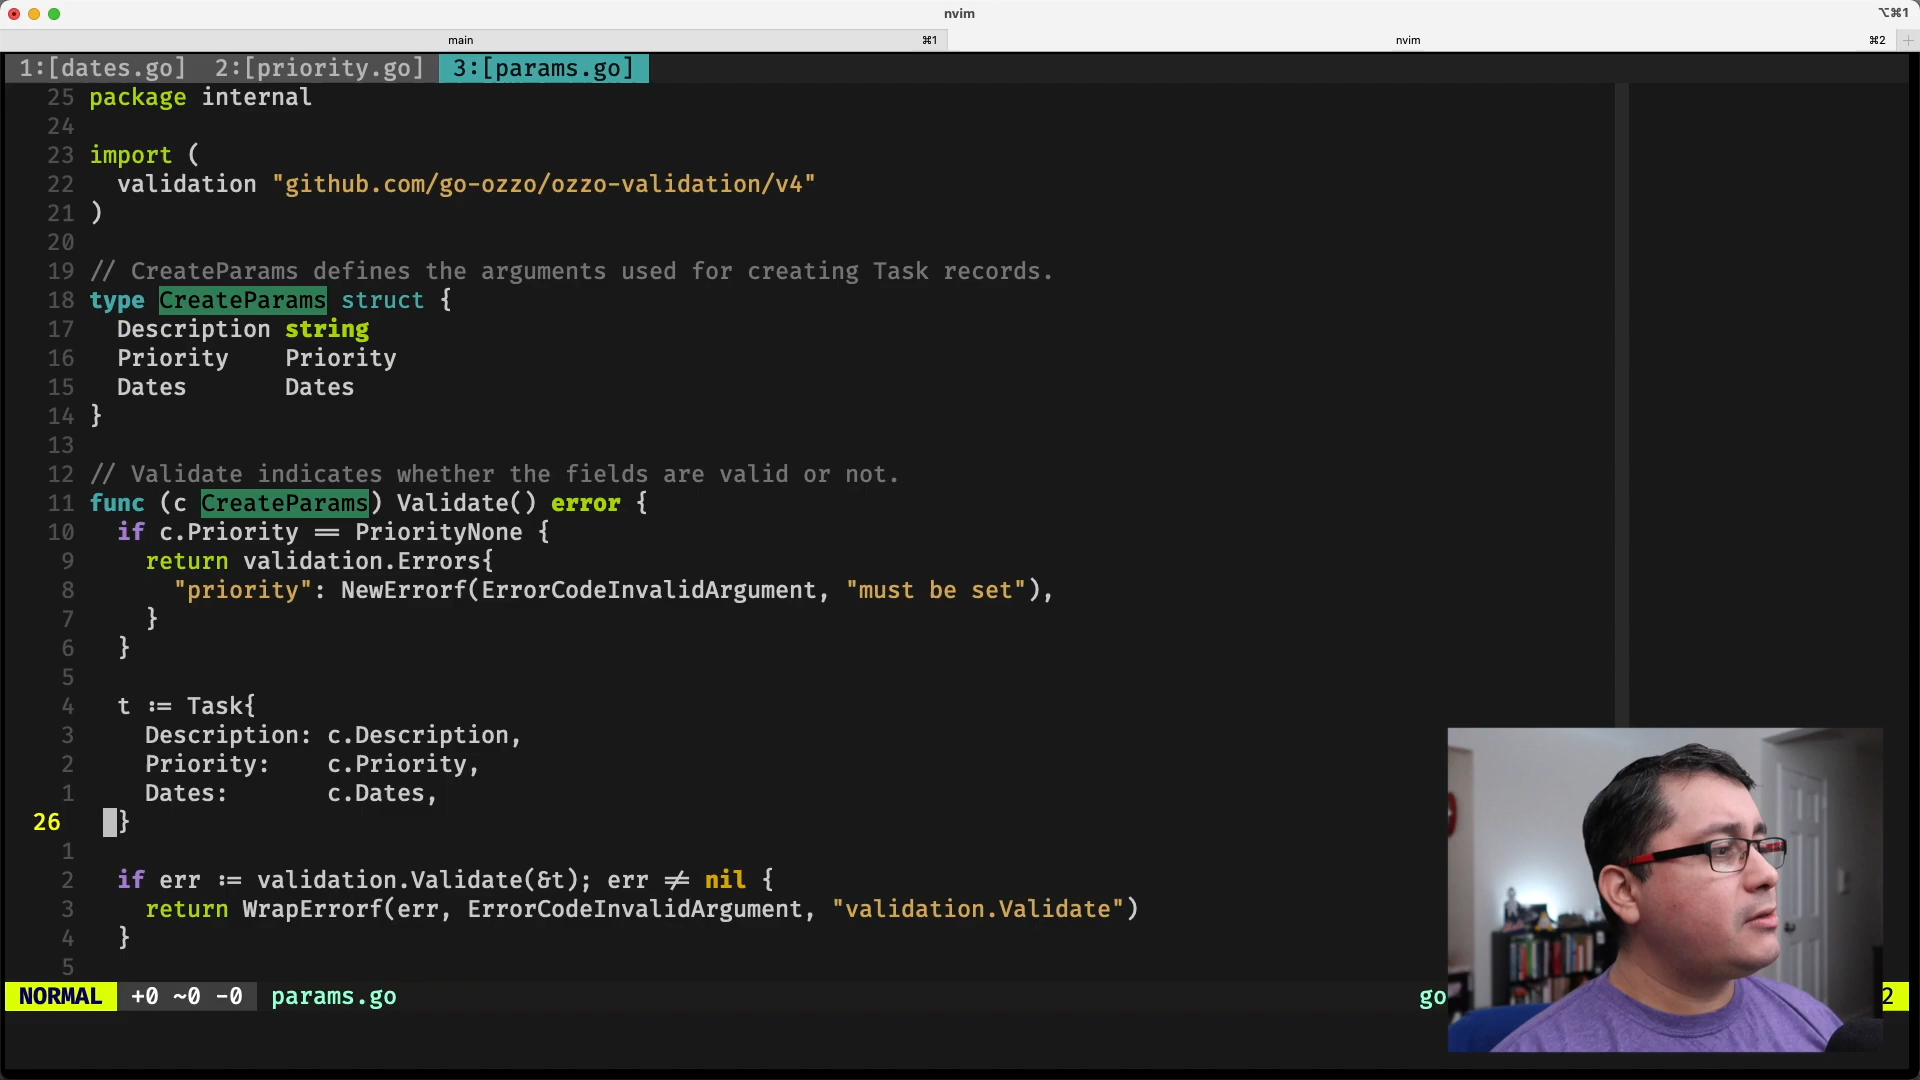 nvim
⌥⌘1
main ⌘1 nvim ⌘2 +
1:[dates.go] 2:[priority.go] 3:[params.go]
25 package internal
24
23 import (
22 validation "github.com/go-ozzo/ozzo-validation/v4"
21 )
20
19 // CreateParams defines the arguments used for creating Task records.
18 type CreateParams struct {
17 Description string
16 Priority Priority
15 Dates Dates
14 }
13
12 // Validate indicates whether the fields are valid or not.
11 func (c CreateParams) Validate() error {
10 if c.Priority == PriorityNone {
9 return validation.Errors{
8 "priority": NewErrorf(ErrorCodeInvalidArgument, "must be set"),
7 }
6 }
5
4 t := Task{
3 Description: c.Description,
2 Priority: c.Priority,
1 Dates: c.Dates,
26 }
1
2 if err := validation.Validate(&t); err != nil {
3 return WrapErrorf(err, ErrorCodeInvalidArgument, "validation.Validate")
4 }
5
NORMAL +0 ~0 -0 params.go go 2